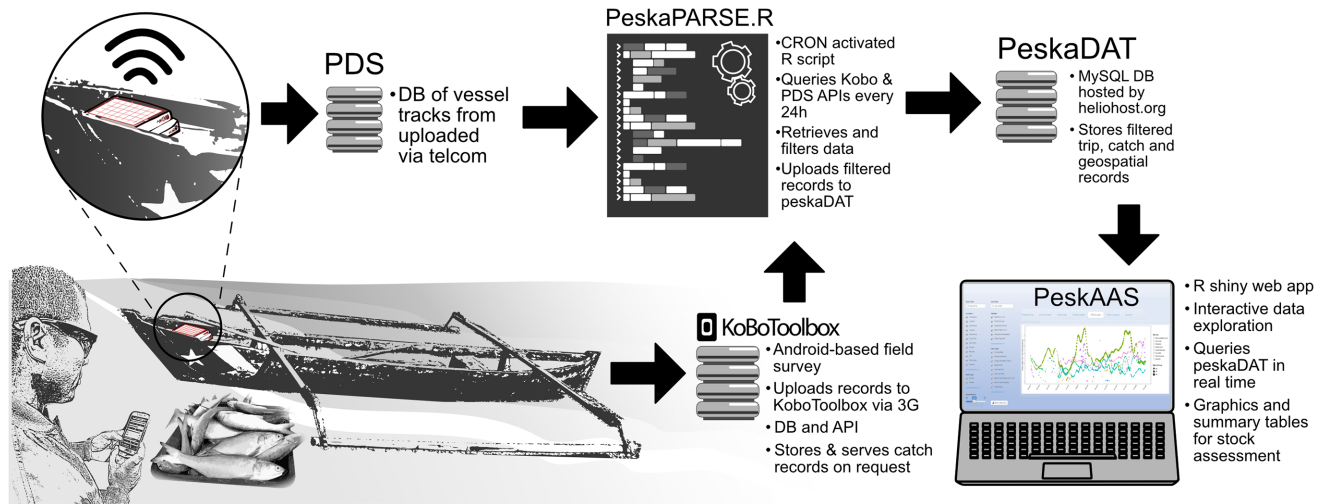 PDS
•DB of vessel
tracks from
uploaded
via telcom
PeskaPARSE.R
•CRON activated
R script
•Queries Kobo &
PDS APIs every
24h
•Retrieves and
filters data
•Uploads filtered
records to
peskaDAT
PeskaDAT
• MySQL DB
hosted by
heliohost.org
• Stores filtered
trip, catch and
geospatial
records
KoBoToolbox
•Android-based field
survey
•Uploads records to
KoboToolbox via 3G
•DB and API
•Stores & serves catch
records on request
PeskAAS
• R shiny web app
• Interactive data
exploration
• Queries
peskaDAT in
real time
• Graphics and
summary tables
for stock
assessment